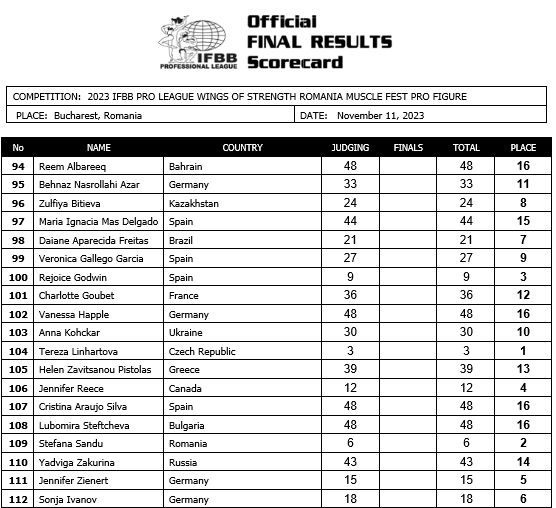 Official
FINAL RESULTS
Scorecard
IFBB
PROFESSIONAL LEAGUE
COMPETITION: 2023 IFBB PRO LEAGUE WINGS OF STRENGTH ROMANIA MUSCLE FEST PRO FIGURE
PLACE: Bucharest, Romania DATE: November 11, 2023
No NAME COUNTRY JUDGING FINALS TOTAL PLACE
94 Reem Albareeq Bahrain 48 48 16
95 Behnaz Nasrollahi Azar Germany 33 33 11
96 Zulfiya Bitieva Kazakhstan 24 24 8
97 Maria Ignacia Mas Delgado Spain 44 44 15
98 Daiane Aparecida Freitas Brazil 21 21 7
99 Veronica Gallego Garcia Spain 27 27 9
100 Rejoice Godwin Spain 9 9 3
101 Charlotte Goubet France 36 36 12
102 Vanessa Happle Germany 48 48 16
103 Anna Kohckar Ukraine 30 30 10
104 Tereza Linhartova Czech Republic 3 3 1
105 Helen Zavitsanou Pistolas Greece 39 39 13
106 Jennifer Reece Canada 12 12 4
107 Cristina Araujo Silva Spain 48 48 16
108 Lubomira Steftcheva Bulgaria 48 48 16
109 Stefana Sandu Romania 6 6 2
110 Yadviga Zakurina Russia 43 43 14
111 Jennifer Zienert Germany 15 15 5
112 Sonja Ivanov Germany 18 18 6